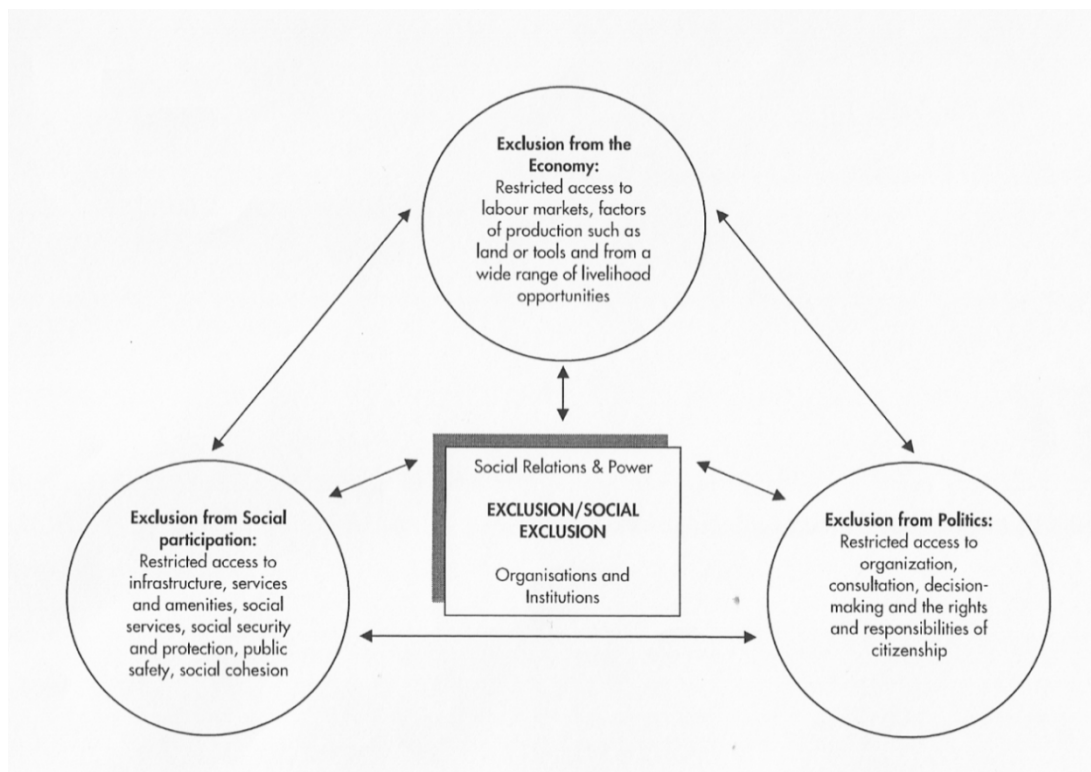 Exclusion from the
Economy:
Restricted access to
labour markets, factors
of production such as
land or tools and from a
wide range of livelihood
opportunities
Social Relations & Power
EXCLUSION/SOCIAL
EXCLUSION
Organisations and
Institutions
Exclusion from Social
participation:
Restricted access to
infrastructure, services
and amenities, social
services, social security
and protection, public
safety, social cohesion
Exclusion from Politics:
Restricted access to
organization,
consultation, decision-
making and the rights
and responsibilities of
citizenship